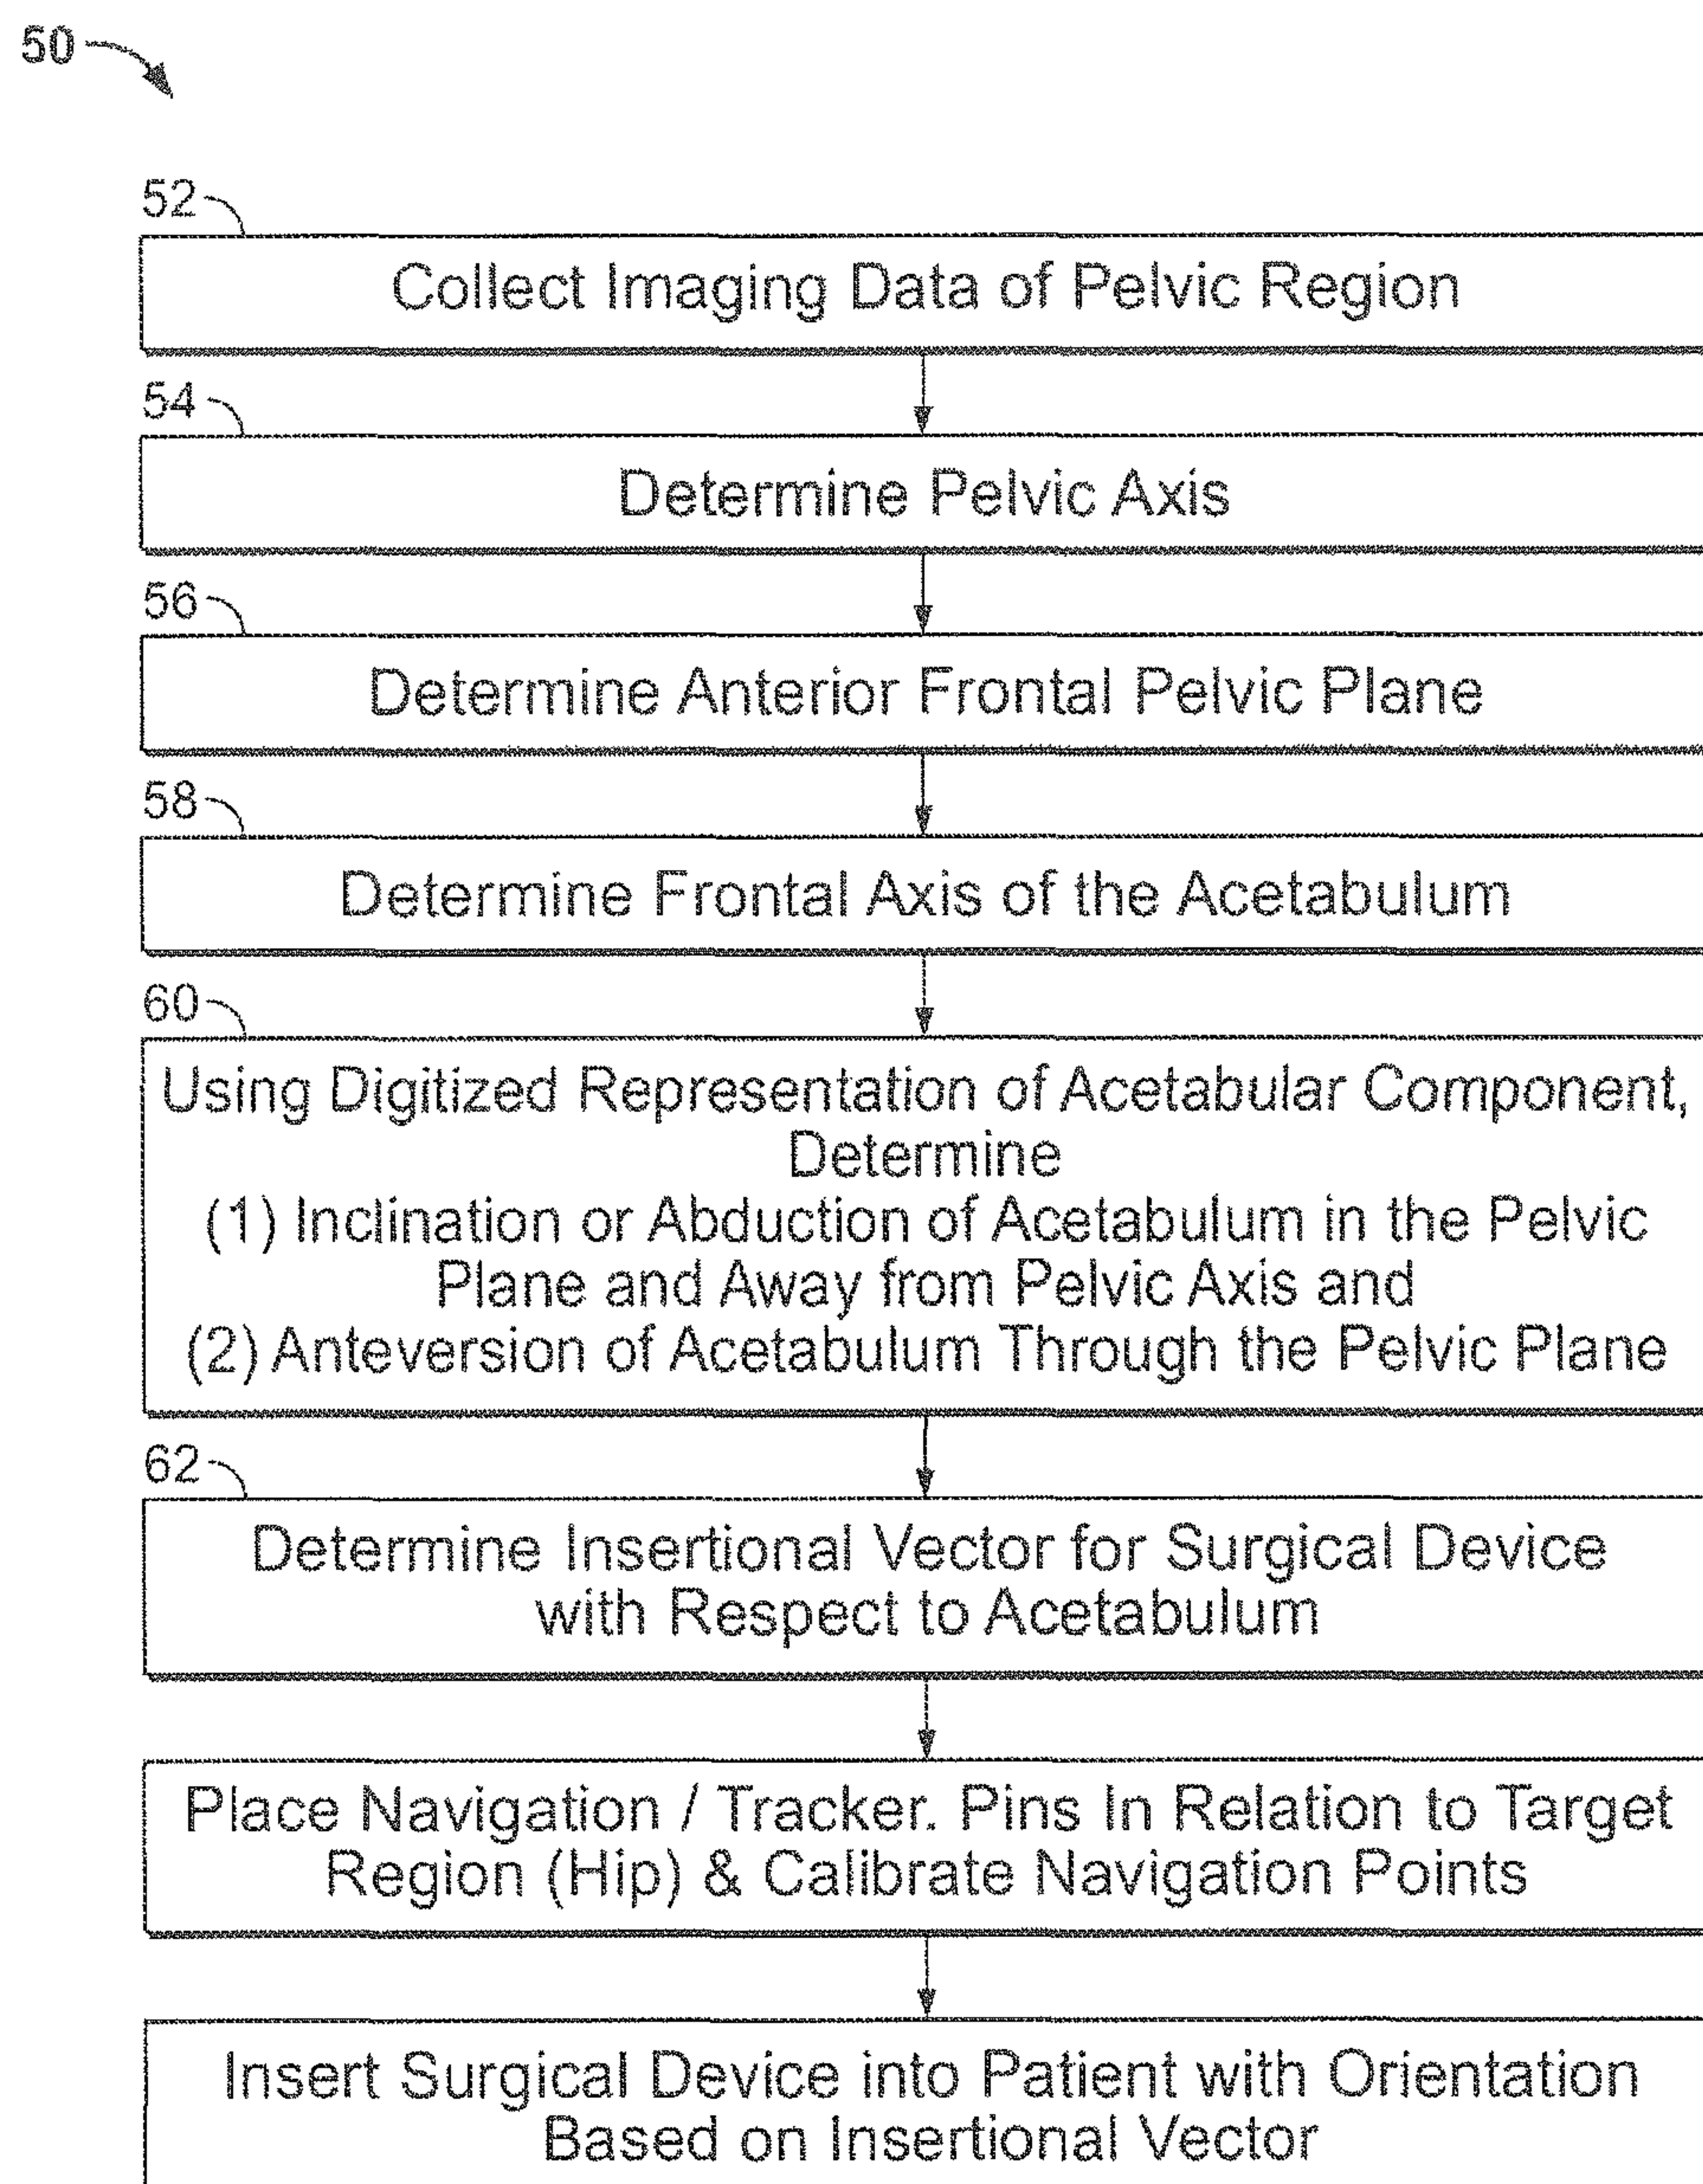 50
52
Collect Imaging Data of Pelvic Region
54
Determine Pelvic Axis
56
Determine Anterior Frontal Pelvic Plane
58
Determine Frontal Axis of the Acetabulum
60
Using Digitized Representation of Acetabular Component,
Determine
(1) Inclination or Abduction of Acetabulum in the Pelvic
Plane and Away from Pelvic Axis and
(2) Anteversion of Acetabulum Through the Pelvic Plane
62
Determine Insertional Vector for Surgical Device
with Respect to Acetabulum
Place Navigation / Tracker. Pins In Relation to Target
Region (Hip) & Calibrate Navigation Points
Insert Surgical Device into Patient with Orientation
Based on Insertional Vector